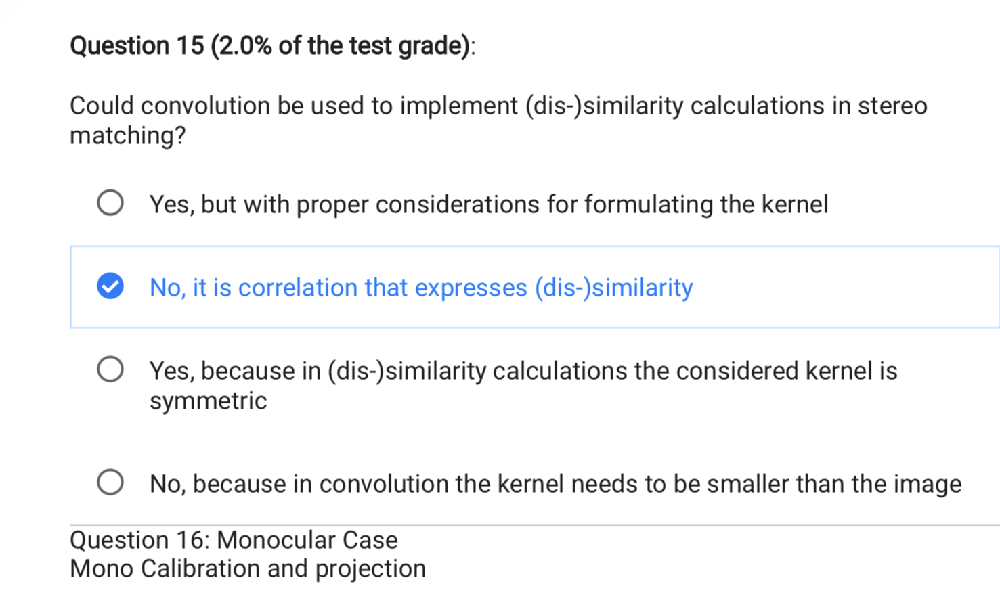 Question 15 (2.0% of the test grade):
Could convolution be used to implement (dis-)similarity calculations in stereo
matching?
Yes, but with proper considerations for formulating the kernel
No, it is correlation that expresses (dis-)similarity
Yes, because in (dis-)similarity calculations the considered kernel is
symmetric
No, because in convolution the kernel needs to be smaller than the image
Question 16: Monocular Case
Mono Calibration and projection